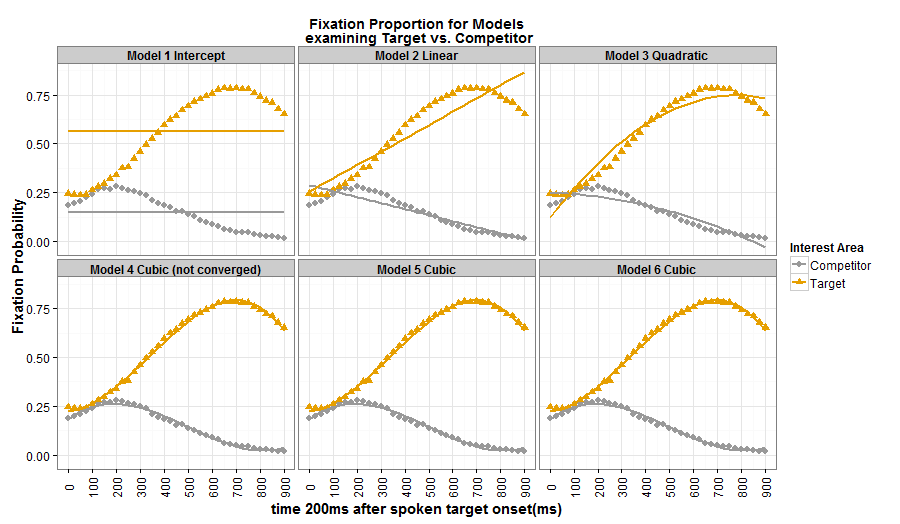 Fixation Proportion for Models
examining Target vs. Competitor
Model 1 Intercept
Model 2 Linear
Model 3 Quadratic
0.75
0.50
0.25
0.00
Model 4 Cubic (not converged)
Model 5 Cubic
Model 6 Cubic
0.75
0.50
0.25
0.00
Fixation Probability
0 100 200 300 400 500 600 700 800 900
0 100 200 300 400 500 600 700 800 900
0 100 200 300 400 500 600 700 800 900
time 200ms after spoken target onset(ms)
Interest Area
Competitor
Target